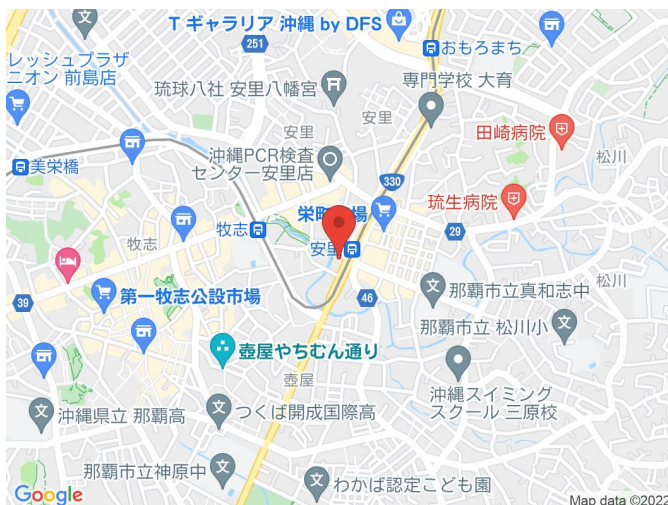 Tギャラリア 沖縄 by DFS
251
おもろまち
レッシュプラザ
ニオン 前島店
琉球八社 安里八幡宮
専門学校 大育
安里
安里
田崎病院
沖縄PCR検査
センター安里店
松川
美栄橋
330
琉生病院
栄町
場
29
牧志
牧志
安里
松川
46
那覇市立真和志中
39
第一牧志公設市場
那覇市立 松川小
壺屋やちむん通り
壺屋
沖縄スイミング
スクール 三原校
沖縄県立 那覇高
つくば開成国際高
那覇市立神原中
わかば認定こども園
Google
Map data ©2022